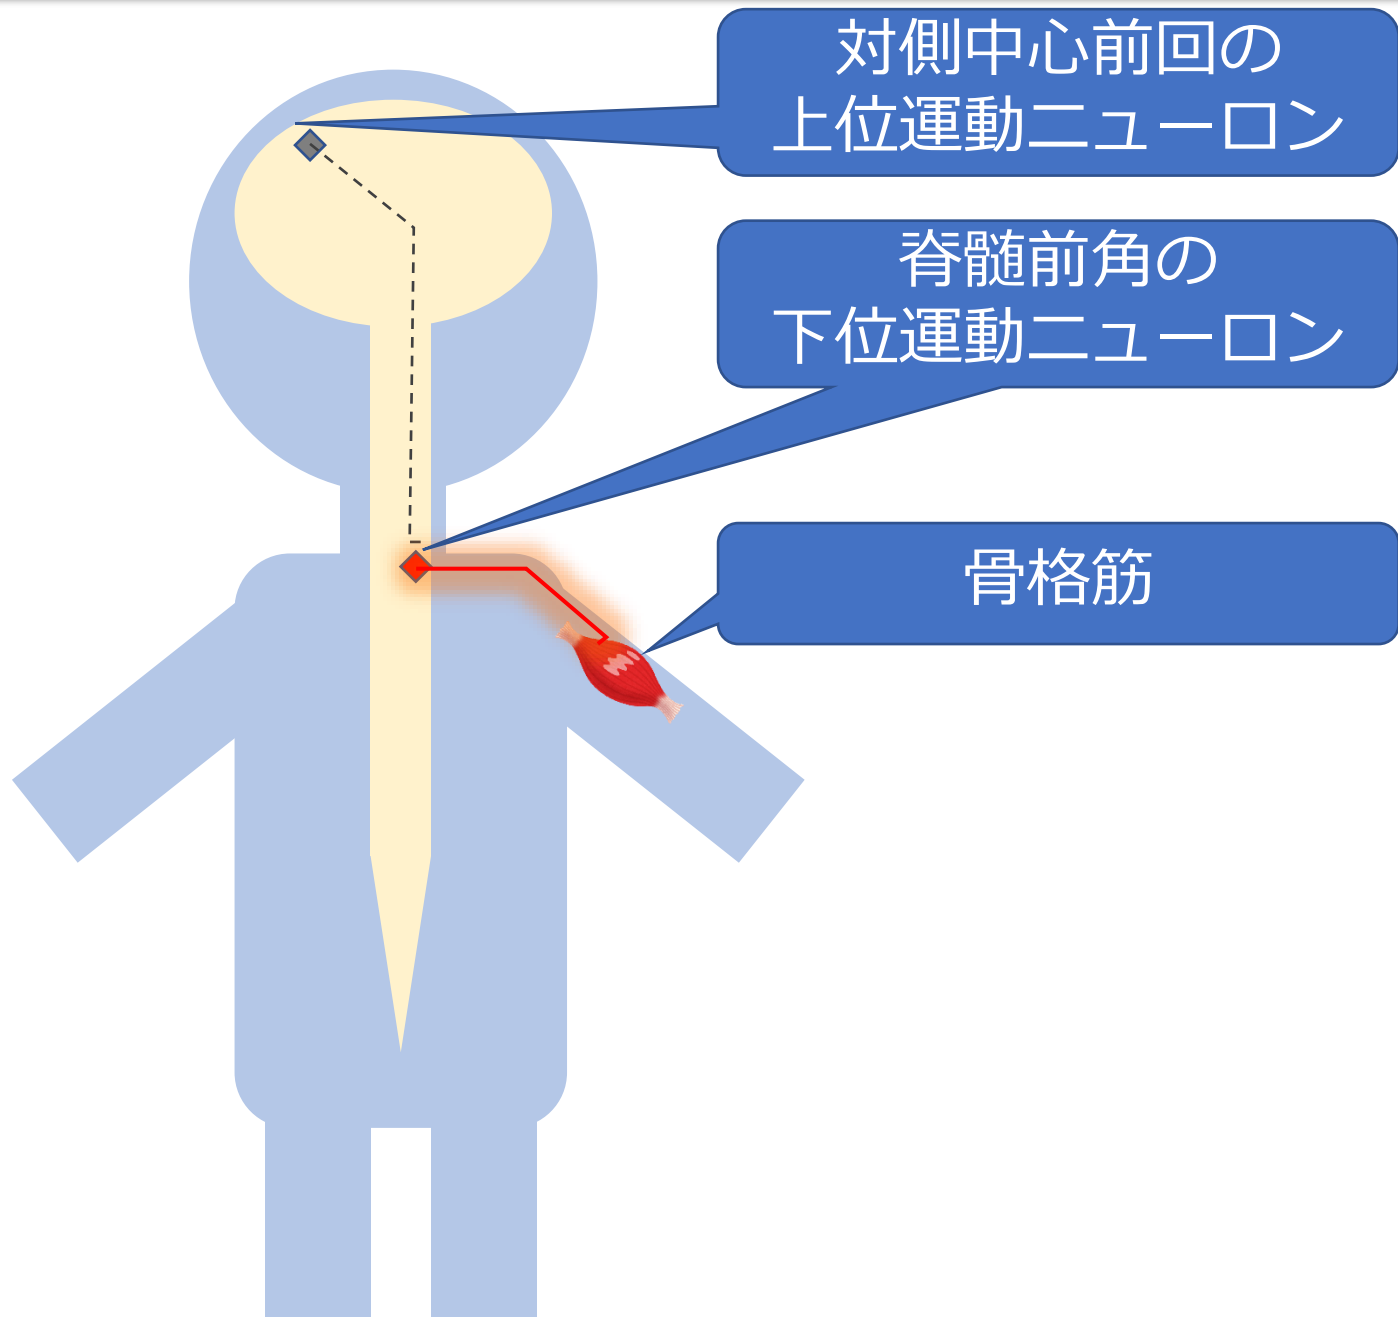 対側中心前回の
上位運動ニューロン
脊髄前角の
下位運動ニューロン
骨格筋